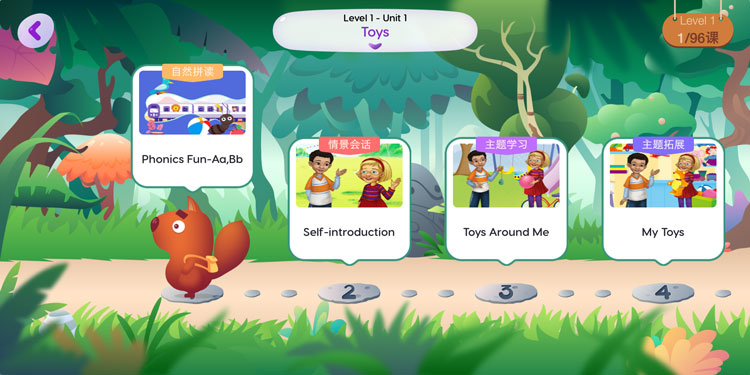 Level 1 - Unit 1
Toys
Level 1
1/96课
自然拼读
Phonics Fun-Aa,Bb
情景会话
Self-introduction
主题学习
Toys Around Me
主题拓展
My Toys
2
3
4